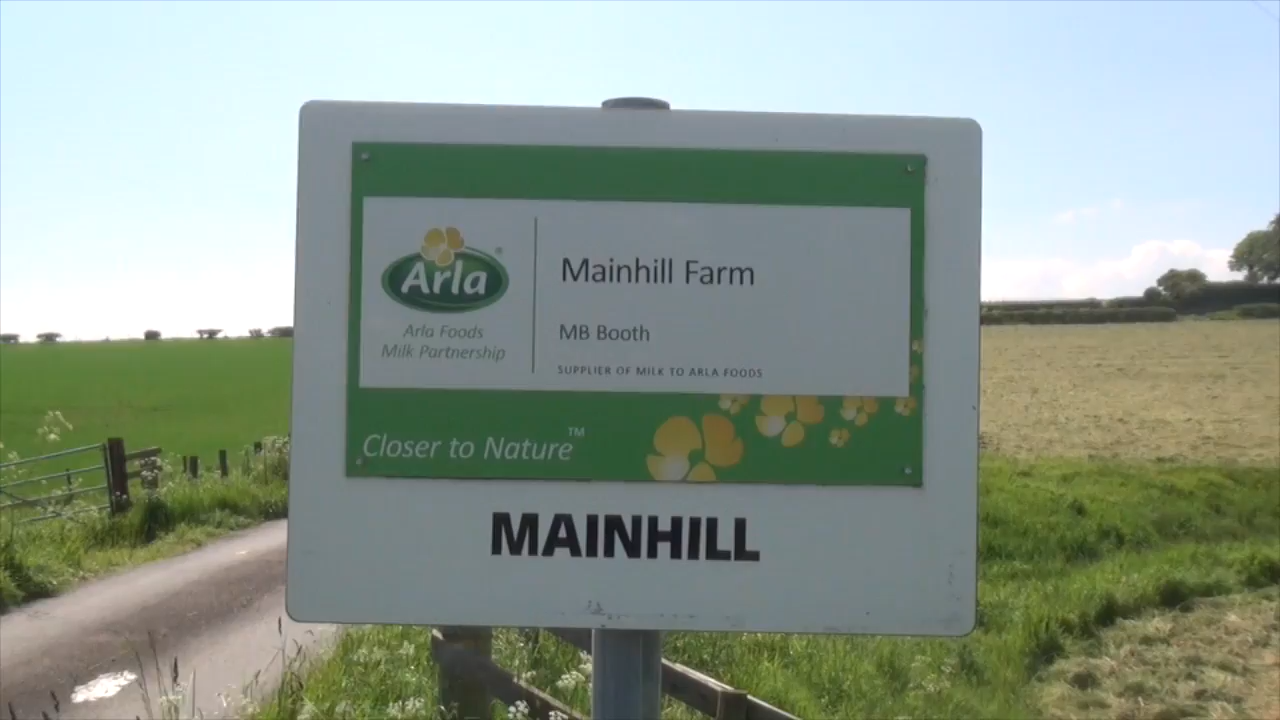 Arla®
Arla Foods
Milk Partnership
Mainhill Farm
MB Booth
SUPPLIER OF MILK TO ARLA FOODS
Closer to Nature™
MAINHILL